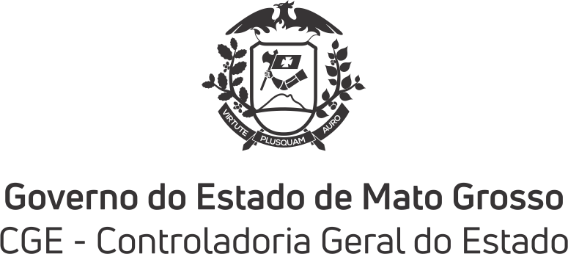 VIRTUTE PLUSQUAM AURO
Governo do Estado de Mato Grosso
CGE - Controladoria Geral do Estado